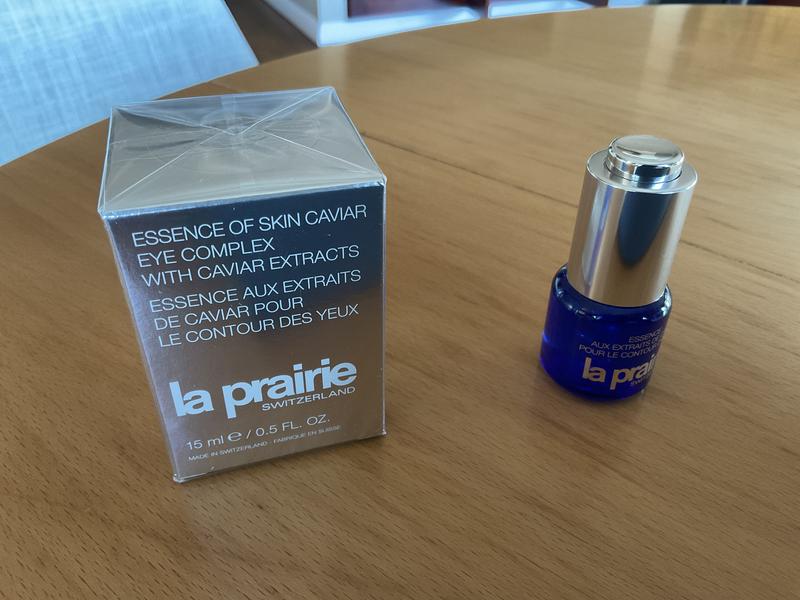 ESSENCE OF SKIN CAVIAR
EYE COMPLEX
WITH CAVIAR EXTRACTS
ESSENCE AUX EXTRAITS
DE CAVIAR POUR
LE CONTOUR DES YEUX
la prairie
SWITZERLAND
15 ml ℮ / 0.5 FL. OZ.
MADE IN SWITZERLAND - FABRIQUÉ EN SUISSE
ESSENCE
AUX EXTRAITS DE
POUR LE CONTOUR
la prai